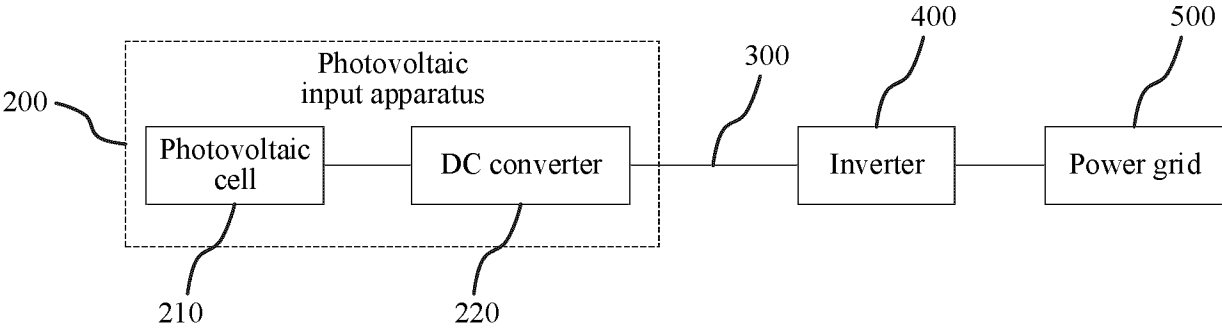 400
500
300
Photovoltaic
input apparatus
200
Photovoltaic
cell
DC converter
Inverter
Power grid
210
220